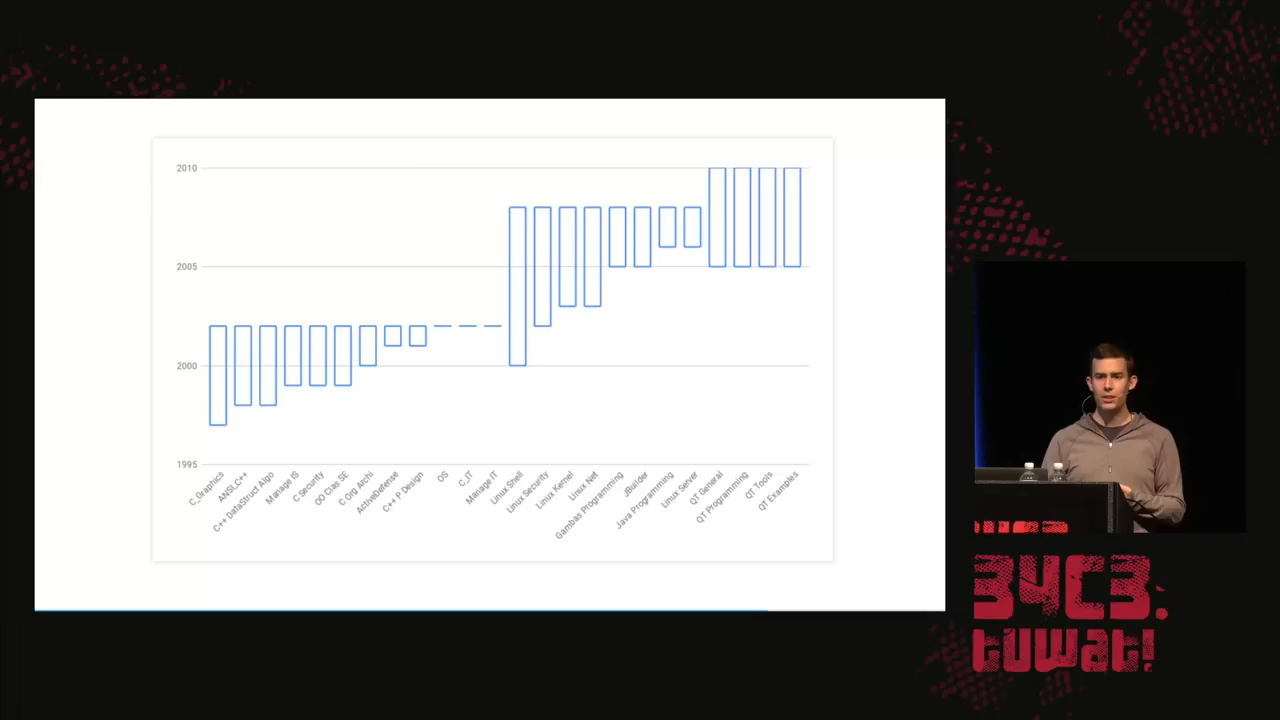 2010
2005
2000
1995
C_Graphics
ANSI_C++
C++ DataStruct Algo
Manage IS
C Security
OO Clas SE
C Org Archi
ActiveDefense
C++ P Design
OS
C_IT
Manage IT
Linux Shell
Linux Security
Linux Kernel
Linux Net
Gambas Programming
JBuilder
Java Programming
Linux Server
QT General
QT Programming
QT Tools
QT Examples
34C3.
tuwat!